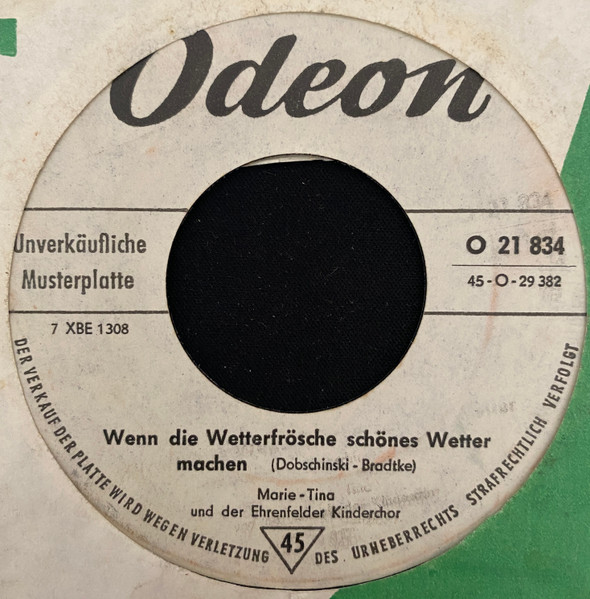 Odeon
Unverkäufliche
Musterplatte
O 21 834
45-O-29 382
7 XBE 1308
Wenn die Wetterfrösche schönes Wetter
machen (Dobschinski-Bradtke)
Marie-Tina
und der Ehrenfelder Kinderchor
45
DER VERKAUF DER PLATTE WIRD WEGEN VERLETZUNG DES URHEBERRECHTS STRAFRECHTLICH VERFOLGT